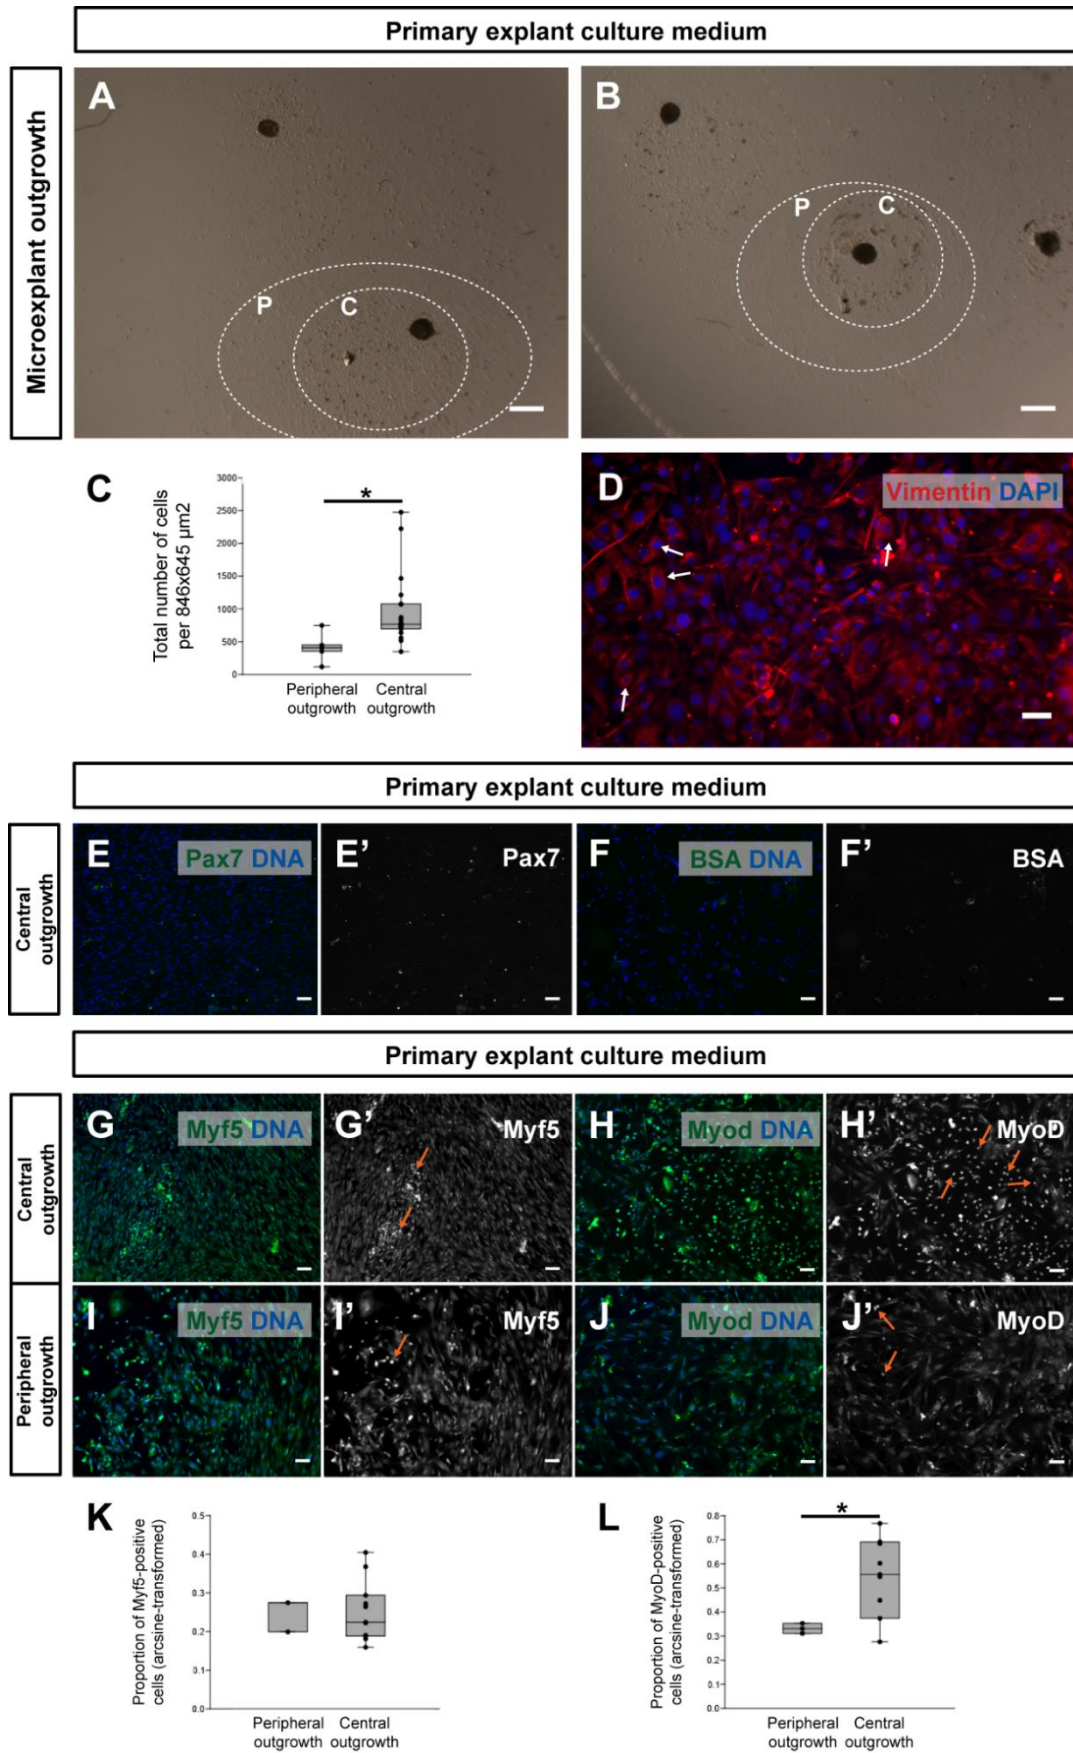 Primary explant culture medium
Microexplant outgrowth
A
P
C
B
P
C
C
Total number of cells
per 846x645 µm2
3000
2500
2000
1500
1000
500
0
*
Peripheral
outgrowth
Central
outgrowth
D
Vimentin DAPI
Primary explant culture medium
Central
outgrowth
E
Pax7 DNA
E'
Pax7
F
BSA DNA
F'
BSA
Primary explant culture medium
Central
outgrowth
G
Myf5 DNA
G'
Myf5
H
Myod DNA
H'
MyoD
Peripheral
outgrowth
I
Myf5 DNA
I'
Myf5
J
Myod DNA
J'
MyoD
K
Proportion of Myf5-positive
cells (arcsine-transformed)
0.5
0.4
0.3
0.2
0.1
0.0
Peripheral
outgrowth
Central
outgrowth
L
Proportion of MyoD-positive
cells (arcsine-transformed)
0.8
0.7
0.6
0.5
0.4
0.3
0.2
0.1
0.0
*
Peripheral
outgrowth
Central
outgrowth